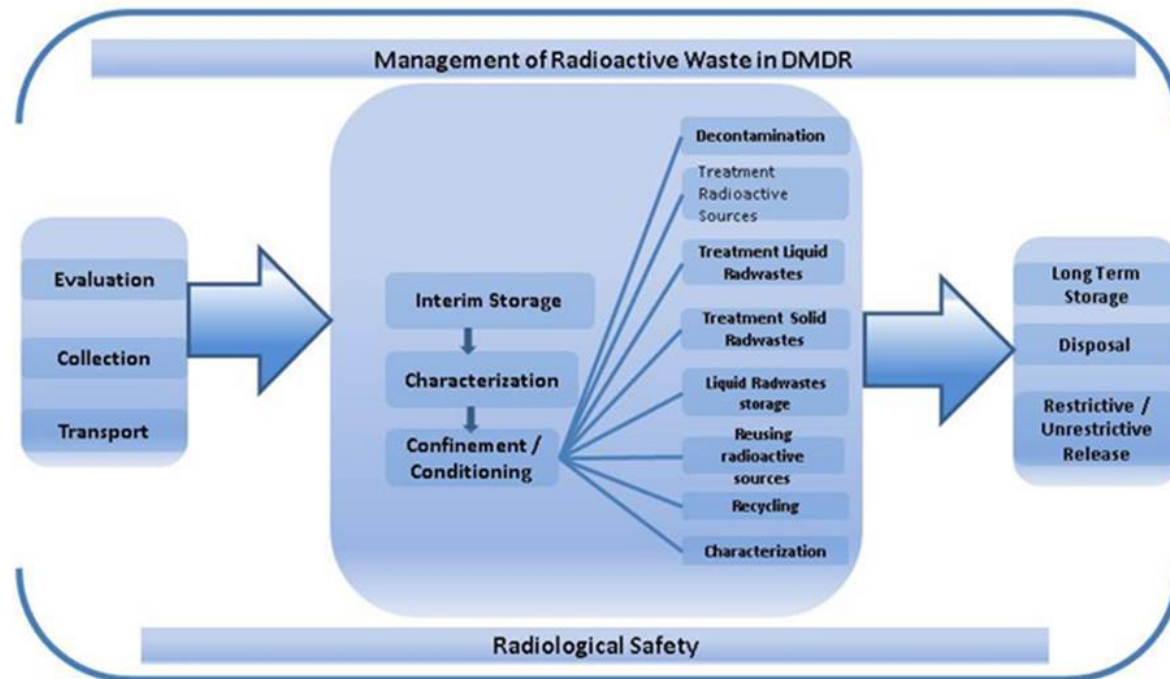 Management of Radioactive Waste in DMDR
Evaluation
Collection
Transport
Interim Storage
Characterization
Confinement /
Conditioning
Decontamination
Treatment
Radioactive
Sources
Treatment Liquid
Radwastes
Treatment Solid
Radwastes
Liquid Radwastes
storage
Reusing
radioactive
sources
Recycling
Characterization
Long Term
Storage
Disposal
Restrictive /
Unrestrictive
Release
Radiological Safety